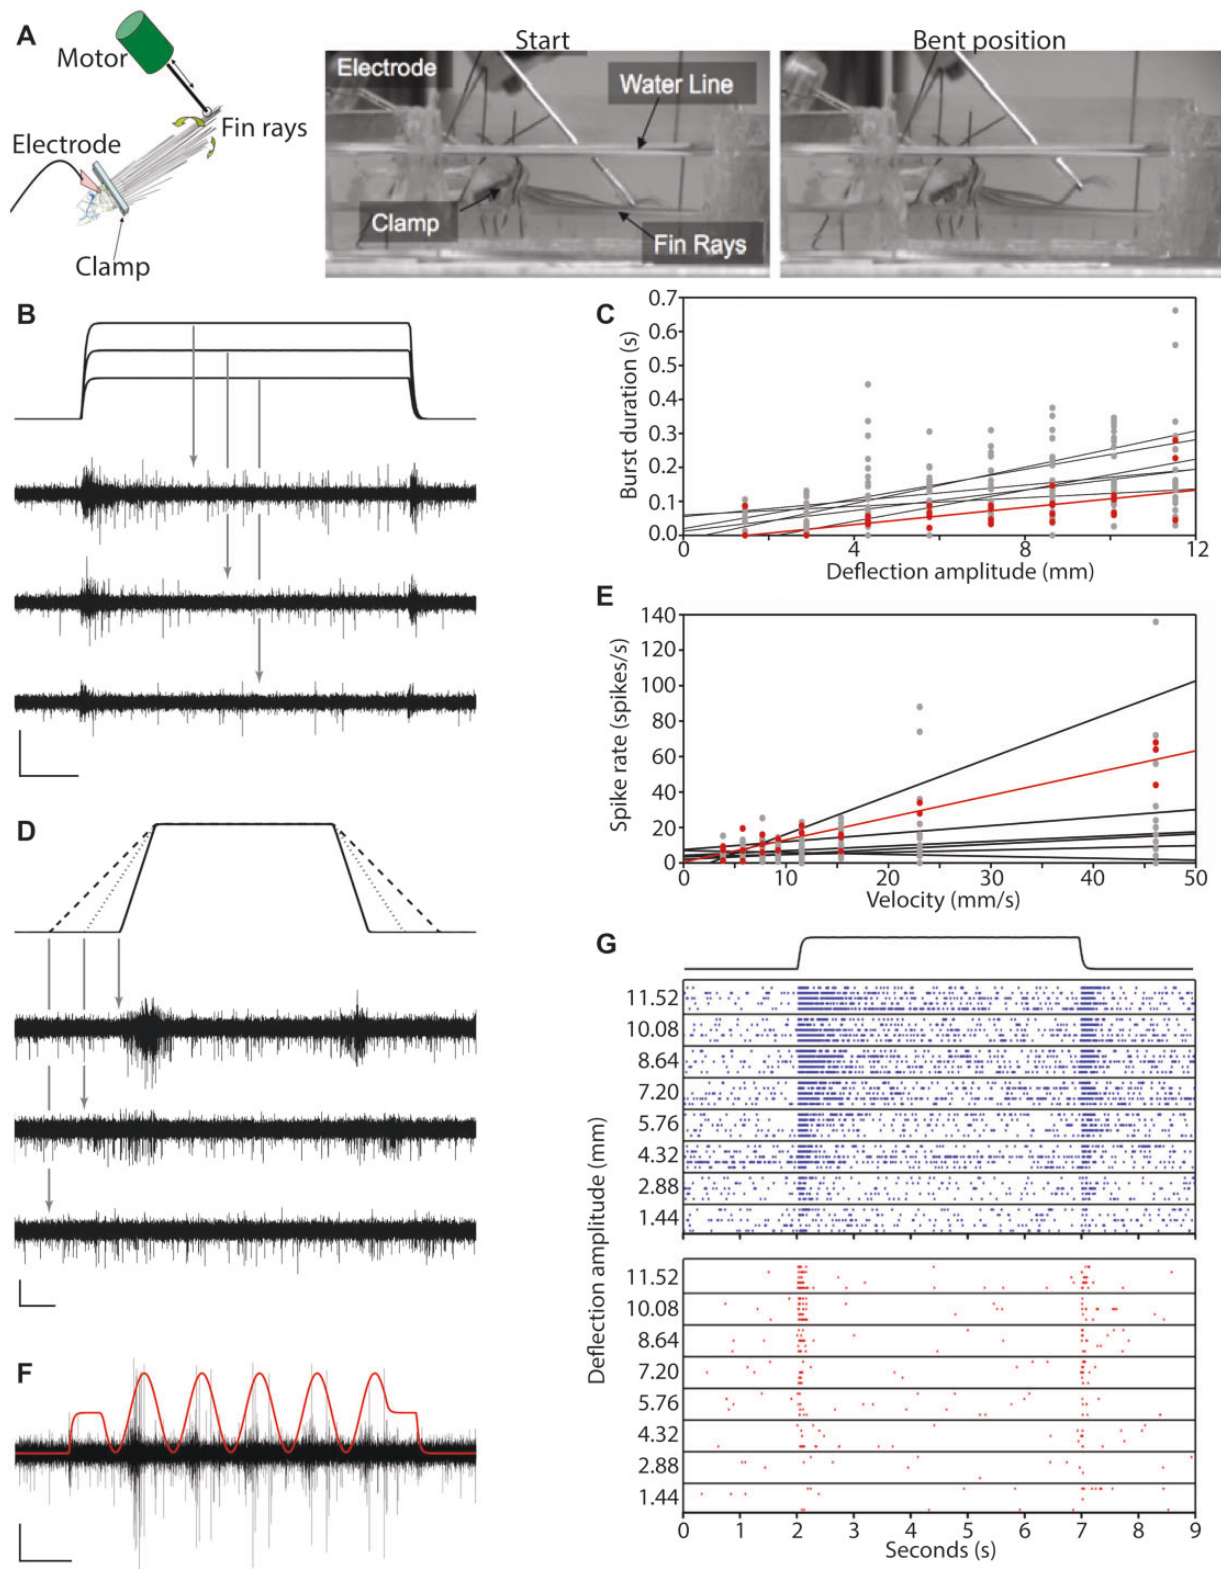 A
Motor
Electrode
Fin rays
Clamp
Start
Electrode
Water Line
Clamp
Fin Rays
Bent position
B
C
Burst duration (s)
0.7
0.6
0.5
0.4
0.3
0.2
0.1
0.0
0 4 8 12
Deflection amplitude (mm)
D
E
Spike rate (spikes/s)
140
120
100
80
60
40
20
0
0 10 20 30 40 50
Velocity (mm/s)
F
G
Deflection amplitude (mm)
11.52
10.08
8.64
7.20
5.76
4.32
2.88
1.44
11.52
10.08
8.64
7.20
5.76
4.32
2.88
1.44
0 1 2 3 4 5 6 7 8 9
Seconds (s)